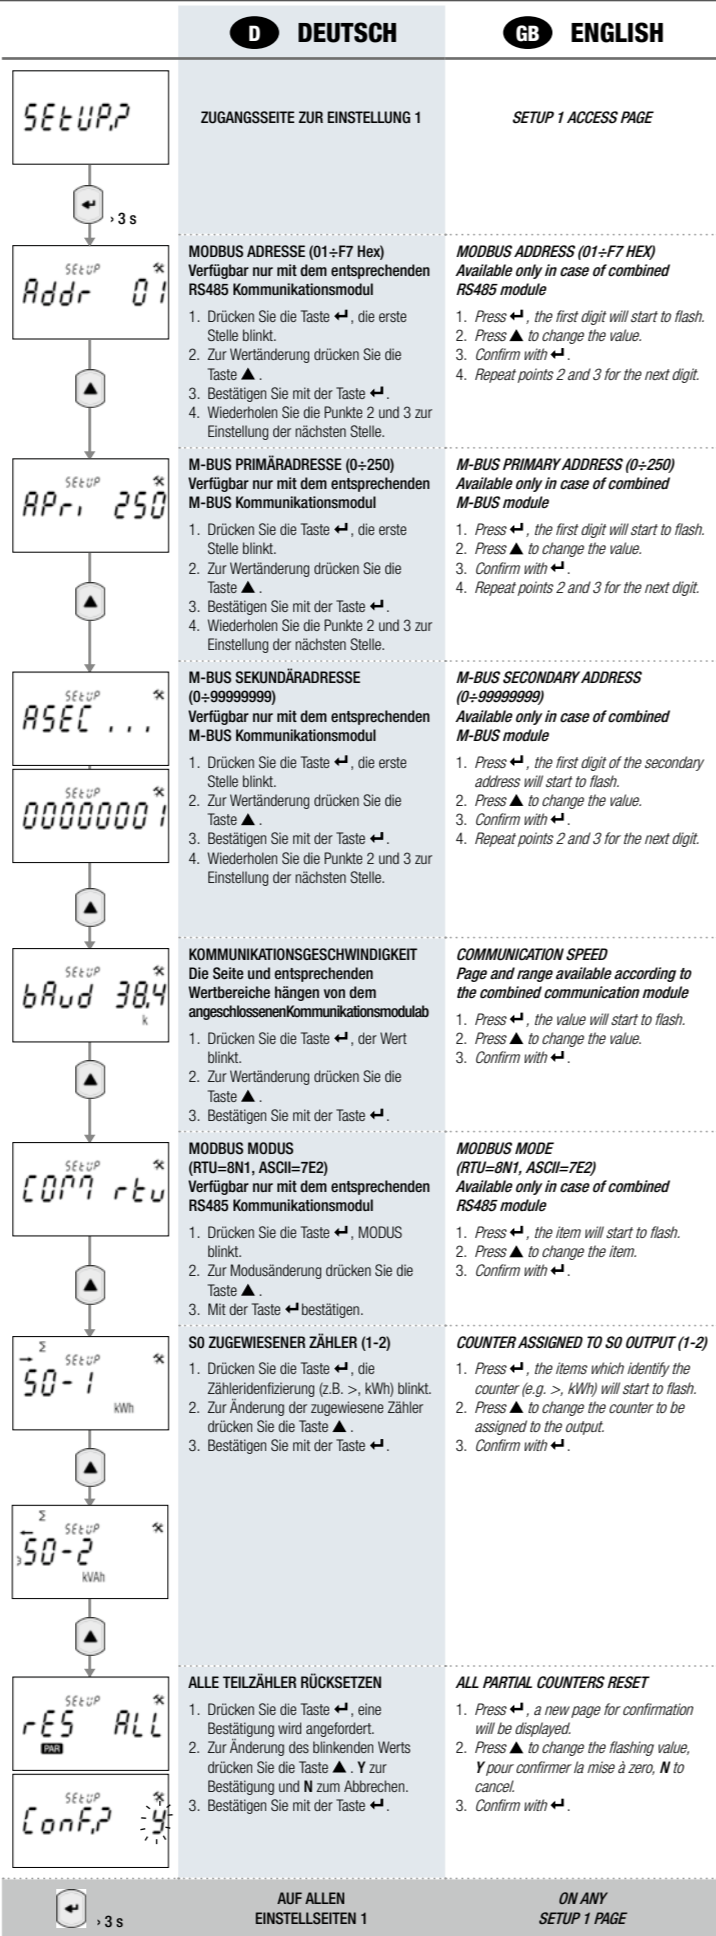 D DEUTSCH
GB ENGLISH
SEtUP,?
ZUGANGSSEITE ZUR EINSTELLUNG 1
SETUP 1 ACCESS PAGE
↵ › 3 s
SEtUP
Addr 01
MODBUS ADRESSE (01÷F7 Hex)
Verfügbar nur mit dem entsprechenden
RS485 Kommunikationsmodul
1. Drücken Sie die Taste ↵, die erste
Stelle blinkt.
2. Zur Wertänderung drücken Sie die
Taste ▲ .
3. Bestätigen Sie mit der Taste ↵.
4. Wiederholen Sie die Punkte 2 und 3 zur
Einstellung der nächsten Stelle.
MODBUS ADDRESS (01÷F7 HEX)
Available only in case of combined
RS485 module
1. Press ↵, the first digit will start to flash.
2. Press ▲ to change the value.
3. Confirm with ↵.
4. Repeat points 2 and 3 for the next digit.
▲
SEtUP
APri 250
M-BUS PRIMÄRADRESSE (0÷250)
Verfügbar nur mit dem entsprechenden
M-BUS Kommunikationsmodul
1. Drücken Sie die Taste ↵, die erste
Stelle blinkt.
2. Zur Wertänderung drücken Sie die
Taste ▲ .
3. Bestätigen Sie mit der Taste ↵.
4. Wiederholen Sie die Punkte 2 und 3 zur
Einstellung der nächsten Stelle.
M-BUS PRIMARY ADDRESS (0÷250)
Available only in case of combined
M-BUS module
1. Press ↵, the first digit will start to flash.
2. Press ▲ to change the value.
3. Confirm with ↵.
4. Repeat points 2 and 3 for the next digit.
▲
SEtUP
ASEC ...
SEtUP
00000001
M-BUS SEKUNDÄRADRESSE
(0÷99999999)
Verfügbar nur mit dem entsprechenden
M-BUS Kommunikationsmodul
1. Drücken Sie die Taste ↵, die erste
Stelle blinkt.
2. Zur Wertänderung drücken Sie die
Taste ▲ .
3. Bestätigen Sie mit der Taste ↵.
4. Wiederholen Sie die Punkte 2 und 3 zur
Einstellung der nächsten Stelle.
M-BUS SECONDARY ADDRESS
(0÷99999999)
Available only in case of combined
M-BUS module
1. Press ↵, the first digit of the secondary
address will start to flash.
2. Press ▲ to change the value.
3. Confirm with ↵.
4. Repeat points 2 and 3 for the next digit.
▲
SEtUP
bAud 38.4
k
KOMMUNIKATIONSGESCHWINDIGKEIT
Die Seite und entsprechenden
Wertbereiche hängen von dem
angeschlossenenKommunikationsmodulab
1. Drücken Sie die Taste ↵, der Wert
blinkt.
2. Zur Wertänderung drücken Sie die
Taste ▲ .
3. Bestätigen Sie mit der Taste ↵.
COMMUNICATION SPEED
Page and range available according to
the combined communication module
1. Press ↵, the value will start to flash.
2. Press ▲ to change the value.
3. Confirm with ↵.
▲
SEtUP
COM rtu
MODBUS MODUS
(RTU=8N1, ASCII=7E2)
Verfügbar nur mit dem entsprechenden
RS485 Kommunikationsmodul
1. Drücken Sie die Taste ↵, MODUS
blinkt.
2. Zur Modusänderung drücken Sie die
Taste ▲ .
3. Mit der Taste ↵ bestätigen.
MODBUS MODE
(RTU=8N1, ASCII=7E2)
Available only in case of combined
RS485 module
1. Press ↵, the item will start to flash.
2. Press ▲ to change the item.
3. Confirm with ↵.
▲
→ Σ SEtUP
S0-1
kWh
S0 ZUGEWIESENER ZÄHLER (1-2)
1. Drücken Sie die Taste ↵, die
Zähleridenfizierung (z.B. >, kWh) blinkt.
2. Zur Änderung der zugewiesene Zähler
drücken Sie die Taste ▲ .
3. Bestätigen Sie mit der Taste ↵.
COUNTER ASSIGNED TO S0 OUTPUT (1-2)
1. Press ↵, the items which identify the
counter (e.g. >, kWh) will start to flash.
2. Press ▲ to change the counter to be
assigned to the output.
3. Confirm with ↵.
▲
← Σ SEtUP
S0-2
kVAh
▲
SEtUP
rES ALL
PAR
SEtUP
ConF,? Y
ALLE TEILZÄHLER RÜCKSETZEN
1. Drücken Sie die Taste ↵, eine
Bestätigung wird angefordert.
2. Zur Änderung des blinkenden Werts
drücken Sie die Taste ▲ . Y zur
Bestätigung und N zum Abbrechen.
3. Bestätigen Sie mit der Taste ↵.
ALL PARTIAL COUNTERS RESET
1. Press ↵, a new page for confirmation
will be displayed.
2. Press ▲ to change the flashing value,
Y pour confirmer la mise à zero, N to
cancel.
3. Confirm with ↵.
↵ › 3 s
AUF ALLEN
EINSTELLSEITEN 1
ON ANY
SETUP 1 PAGE